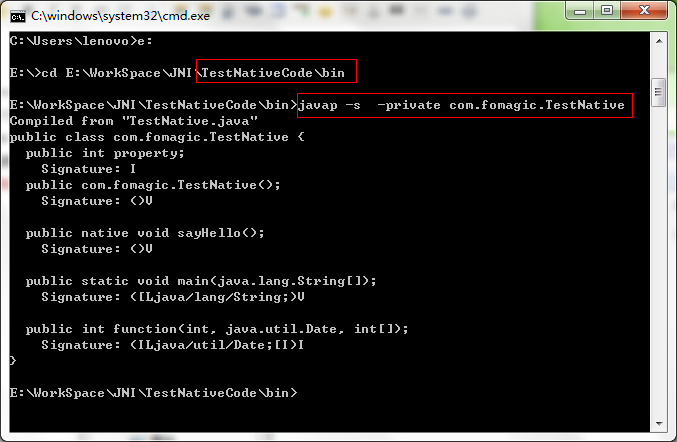 C:\windows\system32\cmd.exe
C:\Users\lenovo>e:
E:\>cd E:\WorkSpace\JNI\TestNativeCode\bin
E:\WorkSpace\JNI\TestNativeCode\bin>javap -s  -private com.fomagic.TestNative
Compiled from "TestNative.java"
public class com.fomagic.TestNative {
  public int property;
    Signature: I
  public com.fomagic.TestNative();
    Signature: ()V
  public native void sayHello();
    Signature: ()V
  public static void main(java.lang.String[]);
    Signature: ([Ljava/lang/String;)V
  public int function(int, java.util.Date, int[]);
    Signature: (ILjava/util/Date;[I)I
}
E:\WorkSpace\JNI\TestNativeCode\bin>